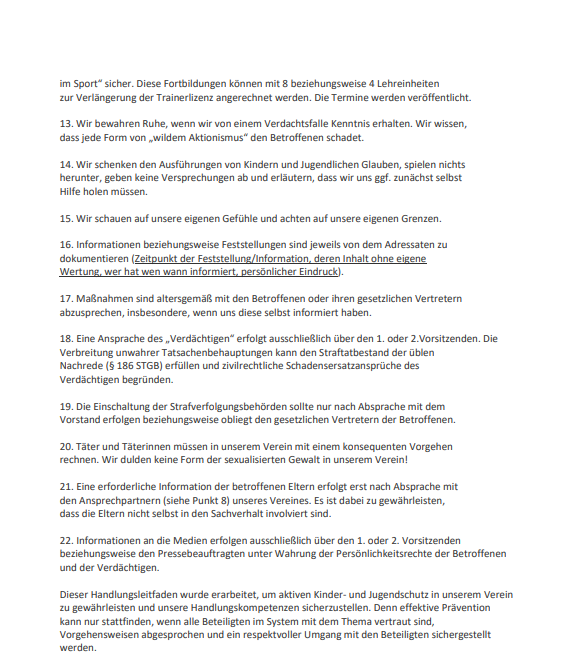 im Sport“ sicher. Diese Fortbildungen können mit 8 beziehungsweise 4 Lehreinheiten
zur Verlängerung der Trainerlizenz angerechnet werden. Die Termine werden veröffentlicht.
13. Wir bewahren Ruhe, wenn wir von einem Verdachtsfalle Kenntnis erhalten. Wir wissen,
dass jede Form von „wildem Aktionismus“ den Betroffenen schadet.
14. Wir schenken den Ausführungen von Kindern und Jugendlichen Glauben, spielen nichts
herunter, geben keine Versprechungen ab und erläutern, dass wir uns ggf. zunächst selbst
Hilfe holen müssen.
15. Wir schauen auf unsere eigenen Gefühle und achten auf unsere eigenen Grenzen.
16. Informationen beziehungsweise Feststellungen sind jeweils von dem Adressaten zu
dokumentieren (Zeitpunkt der Feststellung/Information, deren Inhalt ohne eigene
Wertung, wer hat wen wann informiert, persönlicher Eindruck).
17. Maßnahmen sind altersgemäß mit den Betroffenen oder ihren gesetzlichen Vertretern
abzusprechen, insbesondere, wenn uns diese selbst informiert haben.
18. Eine Ansprache des „Verdächtigen“ erfolgt ausschließlich über den 1. oder 2.Vorsitzenden. Die
Verbreitung unwahrer Tatsachenbehauptungen kann den Straftatbestand der üblen
Nachrede (§ 186 STGB) erfüllen und zivilrechtliche Schadensersatzansprüche des
Verdächtigen begründen.
19. Die Einschaltung der Strafverfolgungsbehörden sollte nur nach Absprache mit dem
Vorstand erfolgen beziehungsweise obliegt den gesetzlichen Vertretern der Betroffenen.
20. Täter und Täterinnen müssen in unserem Verein mit einem konsequenten Vorgehen
rechnen. Wir dulden keine Form der sexualisierten Gewalt in unserem Verein!
21. Eine erforderliche Information der betroffenen Eltern erfolgt erst nach Absprache mit
den Ansprechpartnern (siehe Punkt 8) unseres Vereines. Es ist dabei zu gewährleisten,
dass die Eltern nicht selbst in den Sachverhalt involviert sind.
22. Informationen an die Medien erfolgen ausschließlich über den 1. oder 2. Vorsitzenden
beziehungsweise den Pressebeauftragten unter Wahrung der Persönlichkeitsrechte der Betroffenen
und der Verdächtigen.
Dieser Handlungsleitfaden wurde erarbeitet, um aktiven Kinder- und Jugendschutz in unserem Verein
zu gewährleisten und unsere Handlungskompetenzen sicherzustellen. Denn effektive Prävention
kann nur stattfinden, wenn alle Beteiligten im System mit dem Thema vertraut sind,
Vorgehensweisen abgesprochen und ein respektvoller Umgang mit den Beteiligten sichergestellt
werden.